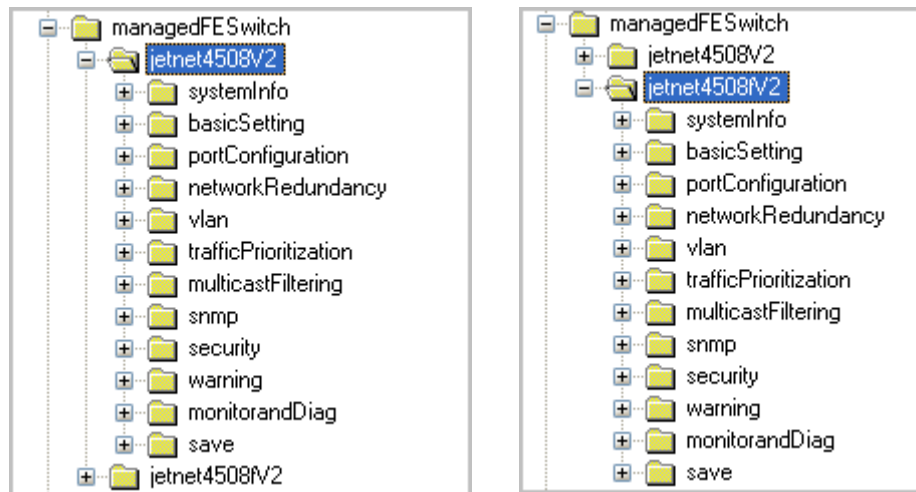 managedFESwitch
jetnet4508V2
systemInfo
basicSetting
portConfiguration
networkRedundancy
vlan
trafficPrioritization
multicastFiltering
snmp
security
warning
monitorandDiag
save
jetnet4508fV2
managedFESwitch
jetnet4508V2
jetnet4508fV2
systemInfo
basicSetting
portConfiguration
networkRedundancy
vlan
trafficPrioritization
multicastFiltering
snmp
security
warning
monitorandDiag
save